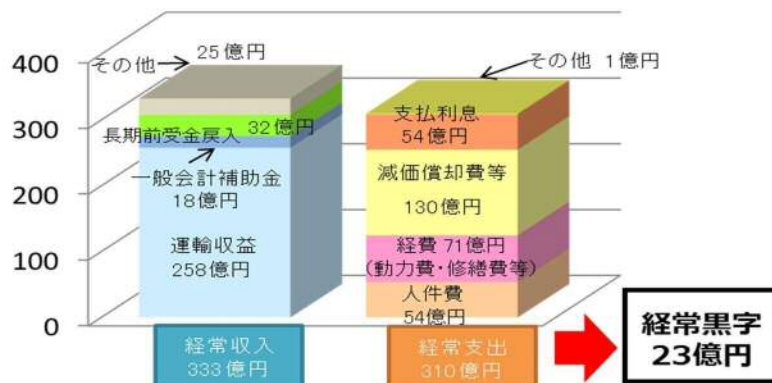 400
300
200
100
0
その他
25億円
32億円
長期前受金戻入
一般会計補助金
18億円
運輸収益
258億円
その他 1億円
支払利息
54億円
減価償却費等
130億円
経費 71億円
(動力費・修繕費等)
人件費
54億円
経常収入
333億円
経常支出
310億円
経常黒字
23億円